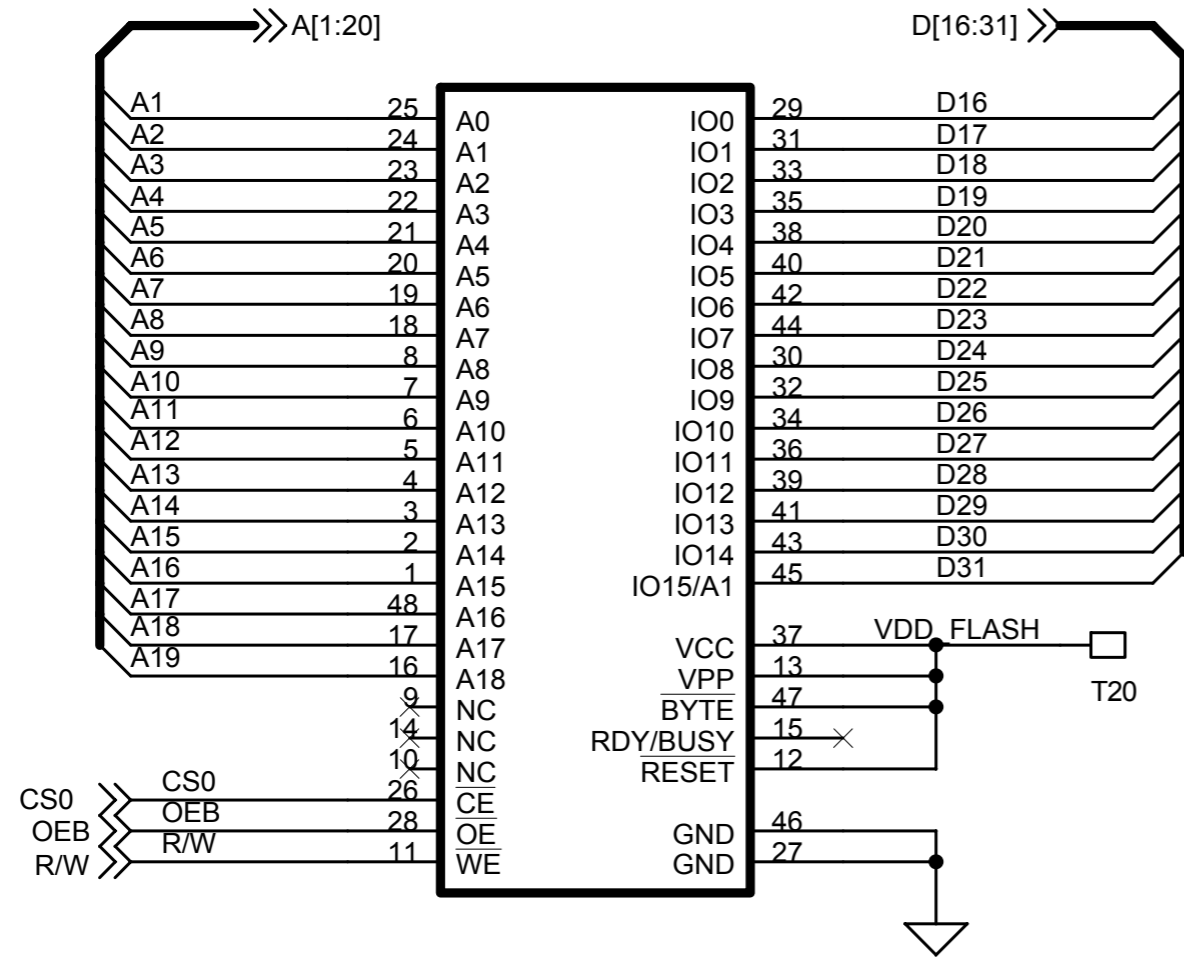 A[1:20] D[16:31]
A1 25 A0 IO0 29 D16
A2 24 A1 IO1 31 D17
A3 23 A2 IO2 33 D18
A4 22 A3 IO3 35 D19
A5 21 A4 IO4 38 D20
A6 20 A5 IO5 40 D21
A7 19 A6 IO6 42 D22
A8 18 A7 IO7 44 D23
A9 8 A8 IO8 30 D24
A10 7 A9 IO9 32 D25
A11 6 A10 IO10 34 D26
A12 5 A11 IO11 36 D27
A13 4 A12 IO12 39 D28
A14 3 A13 IO13 41 D29
A15 2 A14 IO14 43 D30
A16 1 A15 IO15/A1 45 D31
A17 48 A16
A18 17 A17 VCC 37 VDD_FLASH
A19 16 A18 VPP 13 T20
9 NC BYTE 47
14 NC RDY/BUSY 15
10 NC RESET 12
CS0 CS0 26 CE
OEB OEB 28 OE GND 46
R/W R/W 11 WE GND 27